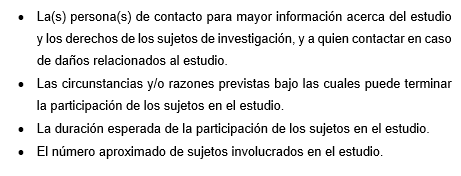 • La(s) persona(s) de contacto para mayor información acerca del estudio
y los derechos de los sujetos de investigación, y a quien contactar en caso
de daños relacionados al estudio.
• Las circunstancias y/o razones previstas bajo las cuales puede terminar
la participación de los sujetos en el estudio.
• La duración esperada de la participación de los sujetos en el estudio.
• El número aproximado de sujetos involucrados en el estudio.